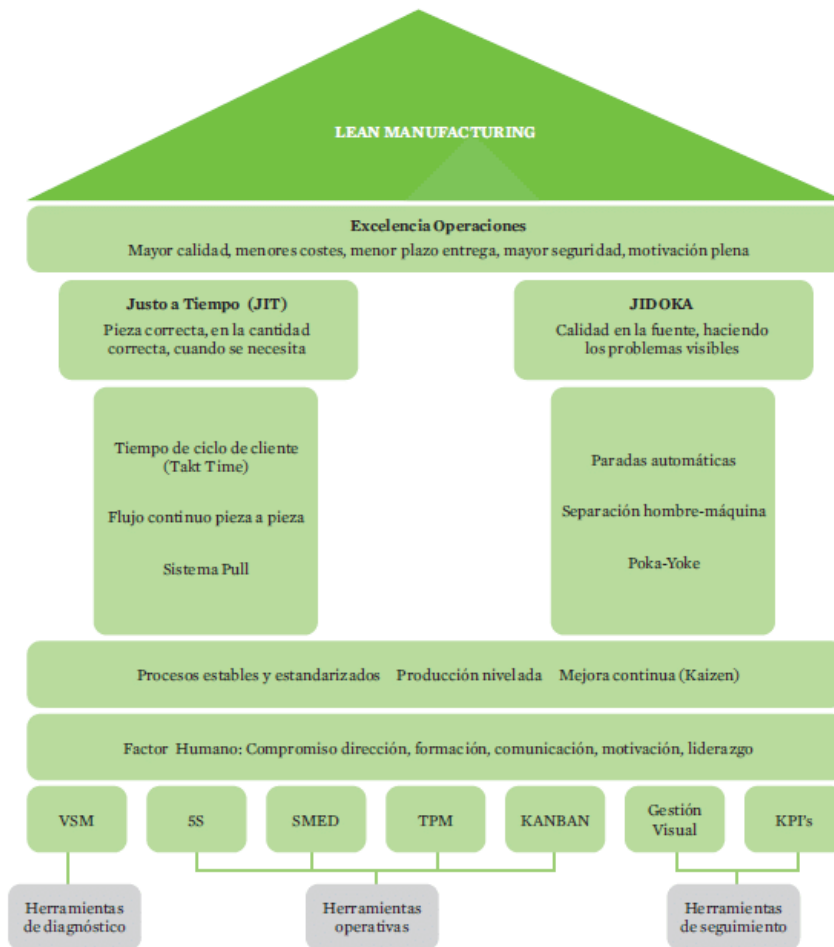 LEAN MANUFACTURING
Excelencia Operaciones
Mayor calidad, menores costes, menor plazo entrega, mayor seguridad, motivación plena
Justo a Tiempo (JIT)
Pieza correcta, en la cantidad
correcta, cuando se necesita
JIDOKA
Calidad en la fuente, haciendo
los problemas visibles
Tiempo de ciclo de cliente
(Takt Time)
Flujo continuo pieza a pieza
Sistema Pull
Paradas automáticas
Separación hombre-máquina
Poka-Yoke
Procesos estables y estandarizados Producción nivelada Mejora continua (Kaizen)
Factor Humano: Compromiso dirección, formación, comunicación, motivación, liderazgo
VSM
5S
SMED
TPM
KANBAN
Gestión
Visual
KPI's
Herramientas
de diagnóstico
Herramientas
operativas
Herramientas
de seguimiento